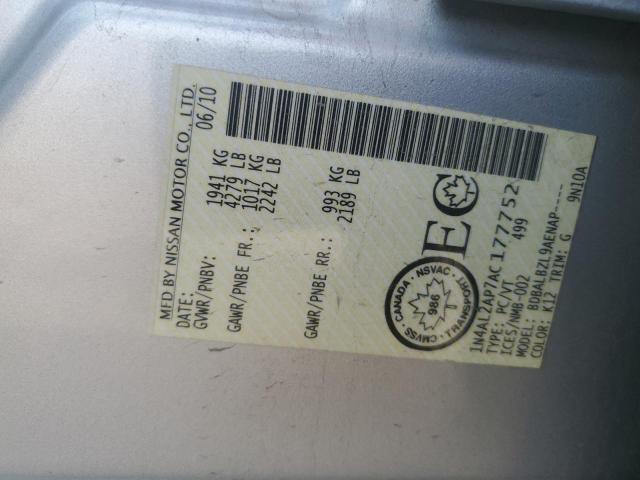 MFD BY NISSAN MOTOR CO., LTD.
DATE: 06/10
GVWR/PNBV: 1941 KG
4279 LB
GAWR/PNBE FR.: 1017 KG
2242 LB
GAWR/PNBE RR.: 993 KG
2189 LB
EC
CANADA · NSVAC · TRANSPORT · CMVSS
986
1N4AL2AP7AC177752
TYPE: PC/VT 499
ICES/NMB-002
MODEL: BDBALBZL9AENAP----
COLOR: K12 TRIM: G 9N10A